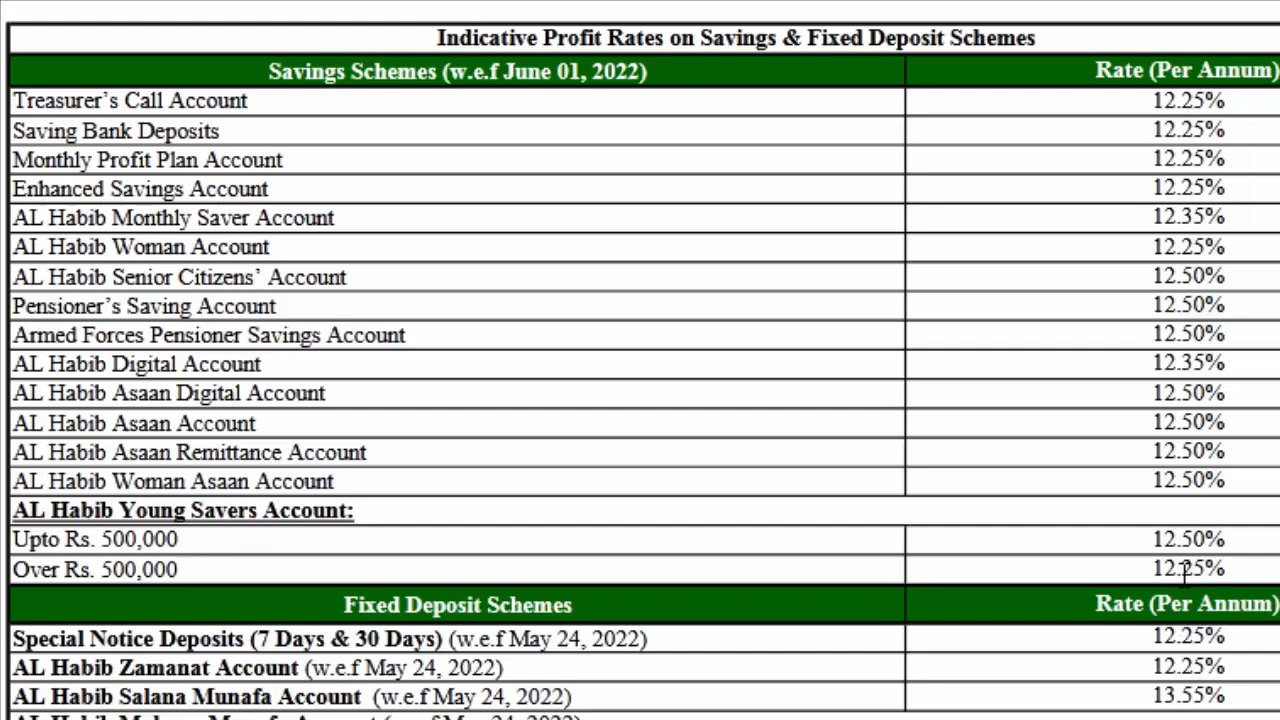 Indicative Profit Rates on Savings & Fixed Deposit Schemes
Savings Schemes (w.e.f June 01, 2022) Rate (Per Annum)
Treasurer’s Call Account 12.25%
Saving Bank Deposits 12.25%
Monthly Profit Plan Account 12.25%
Enhanced Savings Account 12.25%
AL Habib Monthly Saver Account 12.35%
AL Habib Woman Account 12.25%
AL Habib Senior Citizens’ Account 12.50%
Pensioner’s Saving Account 12.50%
Armed Forces Pensioner Savings Account 12.50%
AL Habib Digital Account 12.35%
AL Habib Asaan Digital Account 12.50%
AL Habib Asaan Account 12.50%
AL Habib Asaan Remittance Account 12.50%
AL Habib Woman Asaan Account 12.50%
AL Habib Young Savers Account:
Upto Rs. 500,000 12.50%
Over Rs. 500,000 12.25%
Fixed Deposit Schemes Rate (Per Annum)
Special Notice Deposits (7 Days & 30 Days) (w.e.f May 24, 2022) 12.25%
AL Habib Zamanat Account (w.e.f May 24, 2022) 12.25%
AL Habib Salana Munafa Account (w.e.f May 24, 2022) 13.55%